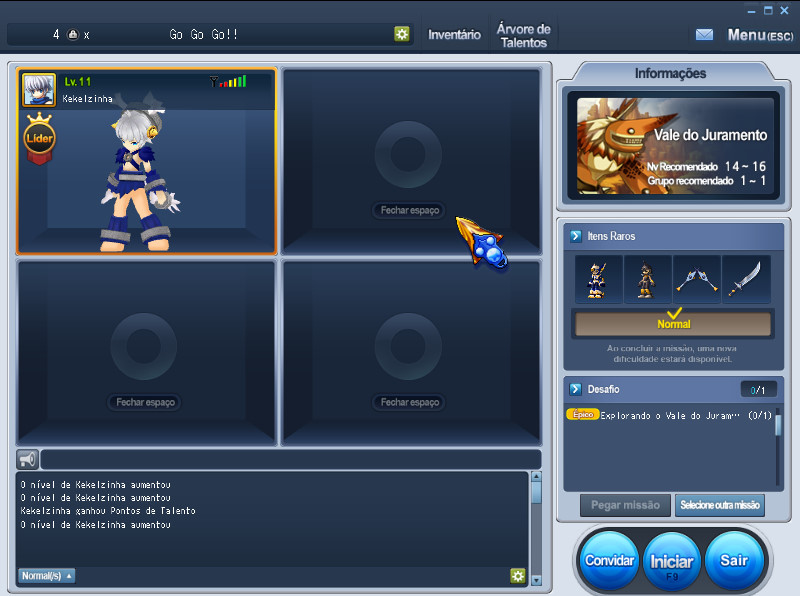 4 x
Go Go Go!!
Inventário
Árvore de
Talentos
Menu(ESC)
Lv.11
Kekelzinha
Líder
Fechar espaço
Fechar espaço
Fechar espaço
Informações
Vale do Juramento
Nv Recomendado 14 ~ 16
Grupo recomendado 1 ~ 1
Itens Raros
Normal
Ao concluir a missão, uma nova
dificuldade estará disponível.
Desafio
0/1
Épico Explorando o Vale do Juram··· (0/1)
Pegar missão
Selecione outra missão
O nível de Kekelzinha aumentou
O nível de Kekelzinha aumentou
Kekelzinha ganhou Pontos de Talento
O nível de Kekelzinha aumentou
Normal(/s)
Convidar
Iniciar
F9
Sair